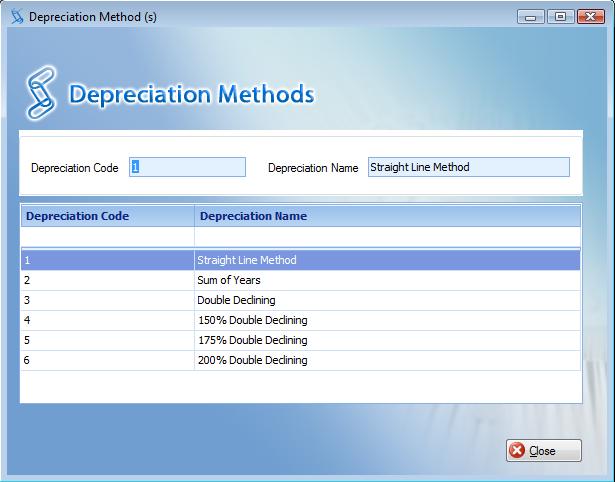 Depreciation Method (s)
Depreciation Methods
Depreciation Code 1 Depreciation Name Straight Line Method
Depreciation Code Depreciation Name
1 Straight Line Method
2 Sum of Years
3 Double Declining
4 150% Double Declining
5 175% Double Declining
6 200% Double Declining
Close